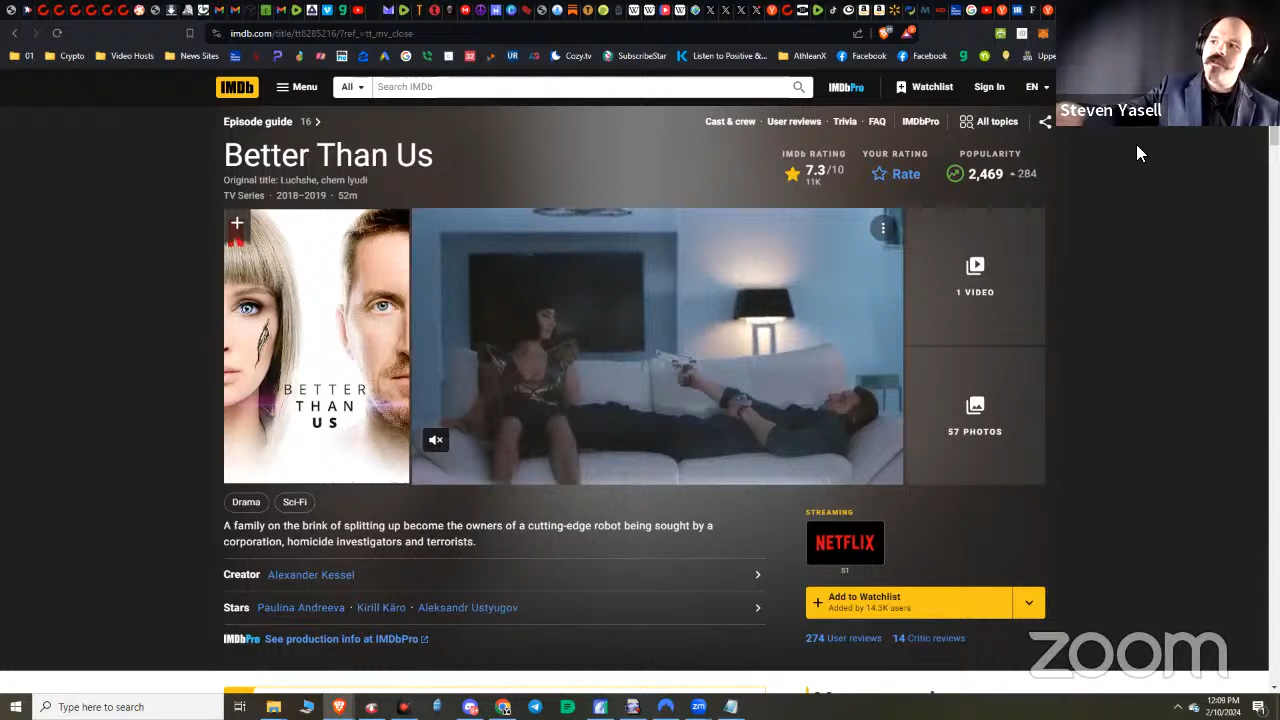 imdb.com/title/tt8285216/?ref_=tt_mv_close
01 Crypto Video Hosts News Sites UR Cozy.tv SubscribeStar Listen to Positive &... AthleanX Facebook Facebook Uppe
IMDb Menu All Search IMDb IMDbPro Watchlist Sign In EN
Steven Yasell
Episode guide 16 Cast & crew · User reviews · Trivia · FAQ IMDbPro All topics
Better Than Us
Original title: Luchshe, chem lyudi
TV Series · 2018–2019 · 52m
IMDb RATING YOUR RATING POPULARITY
7.3/10 Rate 2,469 284
11K
BETTER
THAN
US
1 VIDEO
57 PHOTOS
Drama Sci-Fi
A family on the brink of splitting up become the owners of a cutting-edge robot being sought by a
corporation, homicide investigators and terrorists.
Creator Alexander Kessel
Stars Paulina Andreeva · Kirill Käro · Aleksandr Ustyugov
IMDbPro See production info at IMDbPro
STREAMING
NETFLIX
S1
Add to Watchlist
Added by 14.3K users
274 User reviews 14 Critic reviews
zoom
Type here to search
12:09 PM
2/10/2024